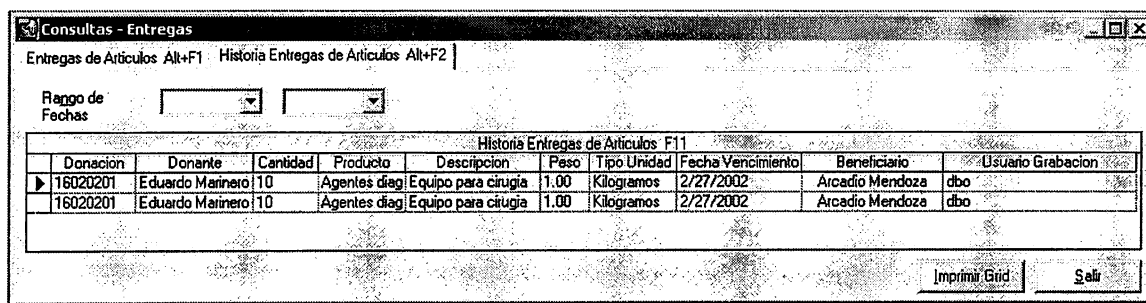 Consultas - Entregas
Entregas de Articulos Alt+F1 Historia Entregas de Articulos Alt+F2
Rango de
Fechas
Historia Entregas de Articulos F11
Donación Donante Cantidad Producto Descripcion Peso Tipo Unidad Fecha Vencimiento Beneficiario Usuario Grabacion
16020201 Eduardo Marinero 10 Agentes diag Equipo para cirugia 1.00 Kilogramos 2/27/2002 Arcadio Mendoza dbo
16020201 Eduardo Marinero 10 Agentes diag Equipo para cirugia 1.00 Kilogramos 2/27/2002 Arcadio Mendoza dbo
Imprimir Grid Salir